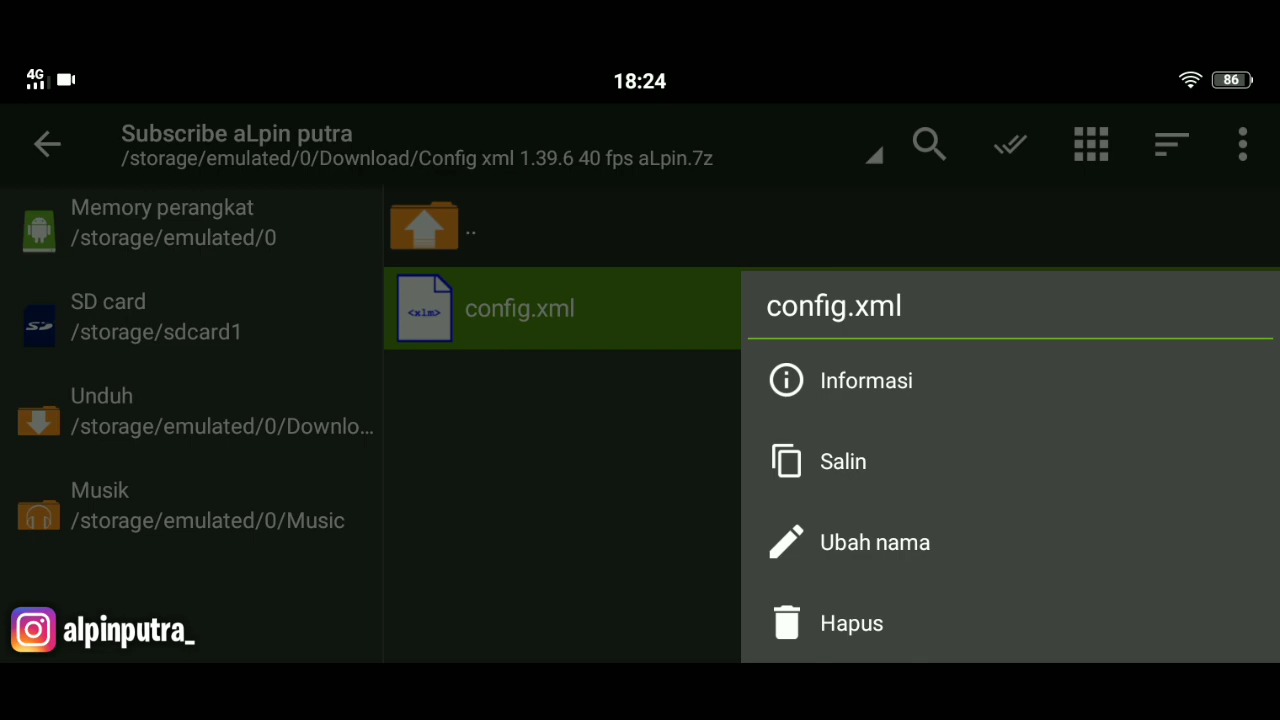 4G
18:24
86
Subscribe aLpin putra
/storage/emulated/0/Download/Config xml 1.39.6 40 fps aLpin.7z
Memory perangkat
/storage/emulated/0
SD card
/storage/sdcard1
Unduh
/storage/emulated/0/Downlo...
Musik
/storage/emulated/0/Music
..
<xlm>
config.xml
config.xml
Informasi
Salin
Ubah nama
Hapus
alpinputra_